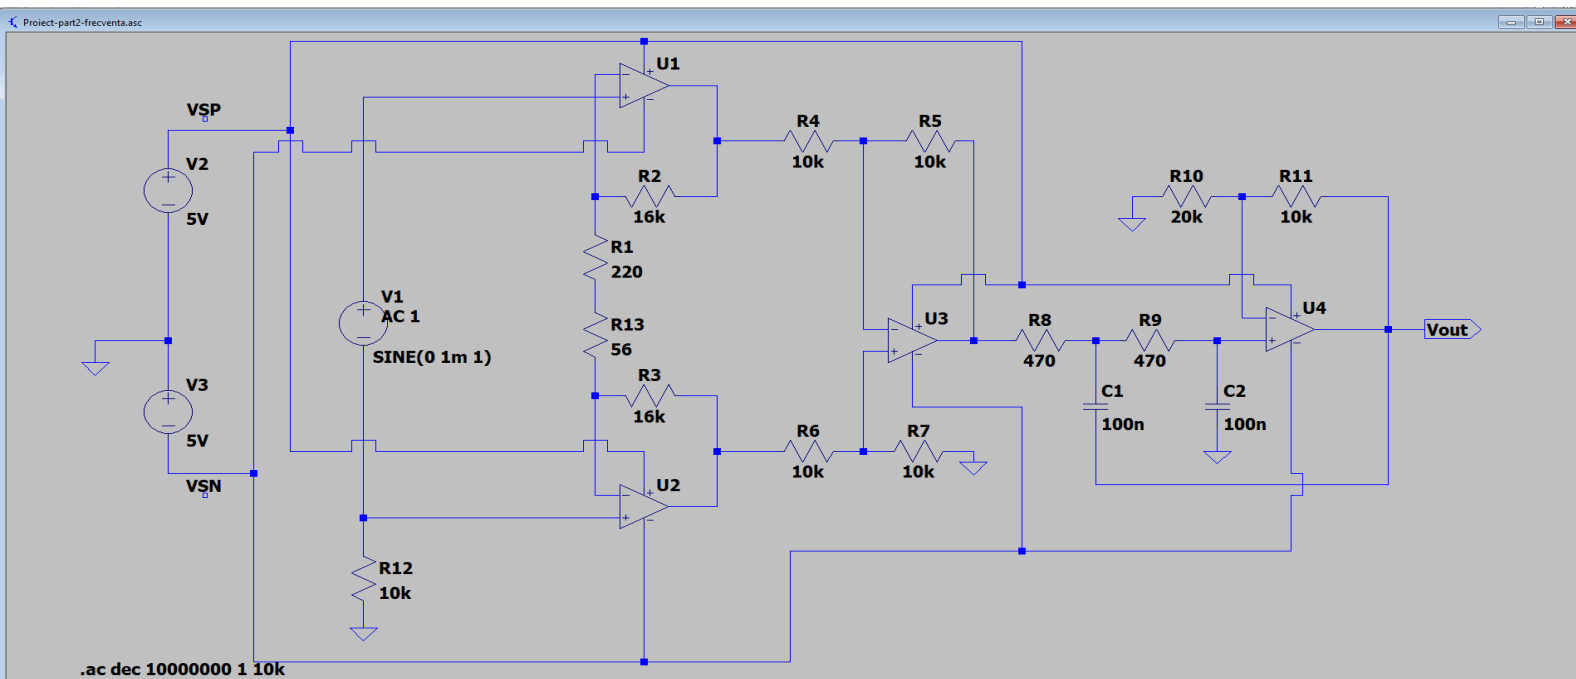 Proiect-part2-frecventa.asc
VSP
V2
5V
V3
5V
VSN
V1
AC 1
SINE(0 1m 1)
R12
10k
U1
R2
16k
R1
220
R13
56
R3
16k
U2
R4
10k
R5
10k
R6
10k
R7
10k
U3
R8
470
R9
470
C1
100n
C2
100n
R10
20k
R11
10k
U4
Vout
.ac dec 10000000 1 10k